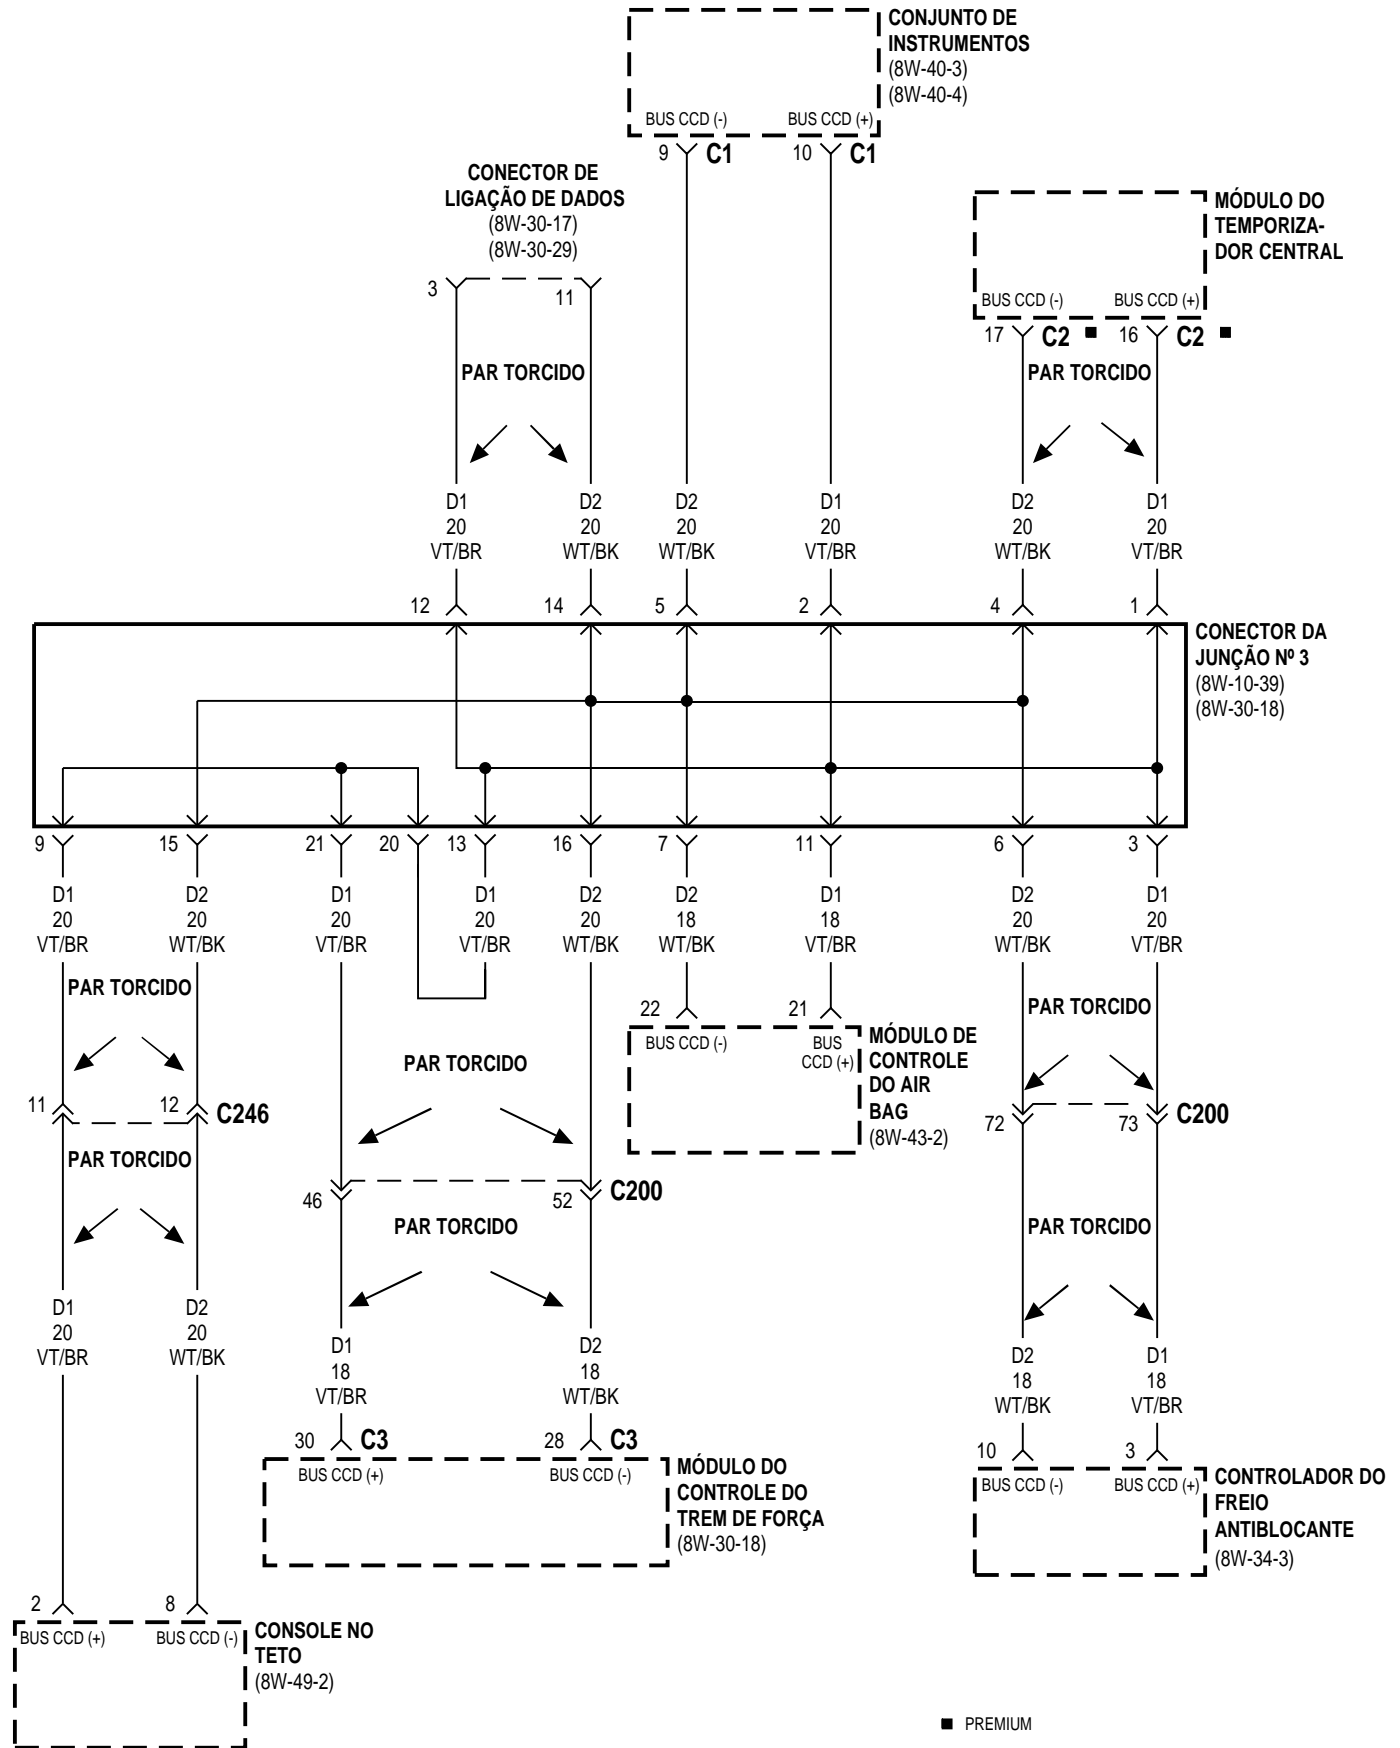 CONJUNTO DE
INSTRUMENTOS
(8W-40-3)
(8W-40-4)
BUS CCD (-)
BUS CCD (+)
9
C1
10
C1
CONECTOR DE
LIGAÇÃO DE DADOS
(8W-30-17)
(8W-30-29)
3
11
MÓDULO DO
TEMPORIZA-
DOR CENTRAL
BUS CCD (-)
BUS CCD (+)
17
C2 ■
16
C2 ■
PAR TORCIDO
PAR TORCIDO
D1
20
VT/BR
D2
20
WT/BK
D2
20
WT/BK
D1
20
VT/BR
D2
20
WT/BK
D1
20
VT/BR
12
14
5
2
4
1
CONECTOR DA
JUNÇÃO Nº 3
(8W-10-39)
(8W-30-18)
9
15
21
20
13
16
7
11
6
3
D1
20
VT/BR
D2
20
WT/BK
D1
20
VT/BR
D1
20
VT/BR
D2
20
WT/BK
D2
18
WT/BK
D1
18
VT/BR
D2
20
WT/BK
D1
20
VT/BR
PAR TORCIDO
PAR TORCIDO
PAR TORCIDO
22
21
BUS CCD (-)
BUS
CCD (+)
MÓDULO DE
CONTROLE
DO AIR
BAG
(8W-43-2)
11
12
C246
72
73
C200
PAR TORCIDO
46
52
C200
PAR TORCIDO
PAR TORCIDO
D1
20
VT/BR
D2
20
WT/BK
D1
18
VT/BR
D2
18
WT/BK
D2
18
WT/BK
D1
18
VT/BR
30
C3
28
C3
BUS CCD (+)
BUS CCD (-)
MÓDULO DO
CONTROLE DO
TREM DE FORÇA
(8W-30-18)
10
3
BUS CCD (-)
BUS CCD (+)
CONTROLADOR DO
FREIO
ANTIBLOCANTE
(8W-34-3)
2
8
BUS CCD (+)
BUS CCD (-)
CONSOLE NO
TETO
(8W-49-2)
■ PREMIUM